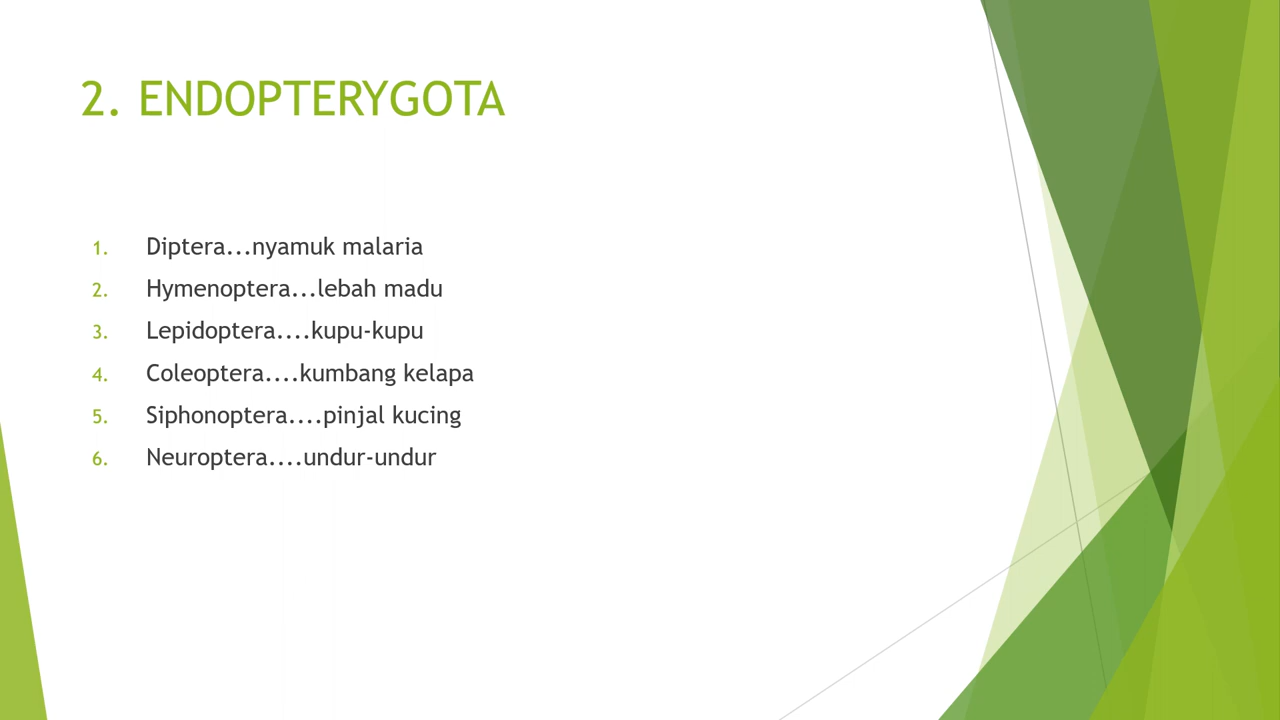 2. ENDOPTERYGOTA
1. Diptera...nyamuk malaria
2. Hymenoptera...lebah madu
3. Lepidoptera....kupu-kupu
4. Coleoptera....kumbang kelapa
5. Siphonoptera....pinjal kucing
6. Neuroptera....undur-undur